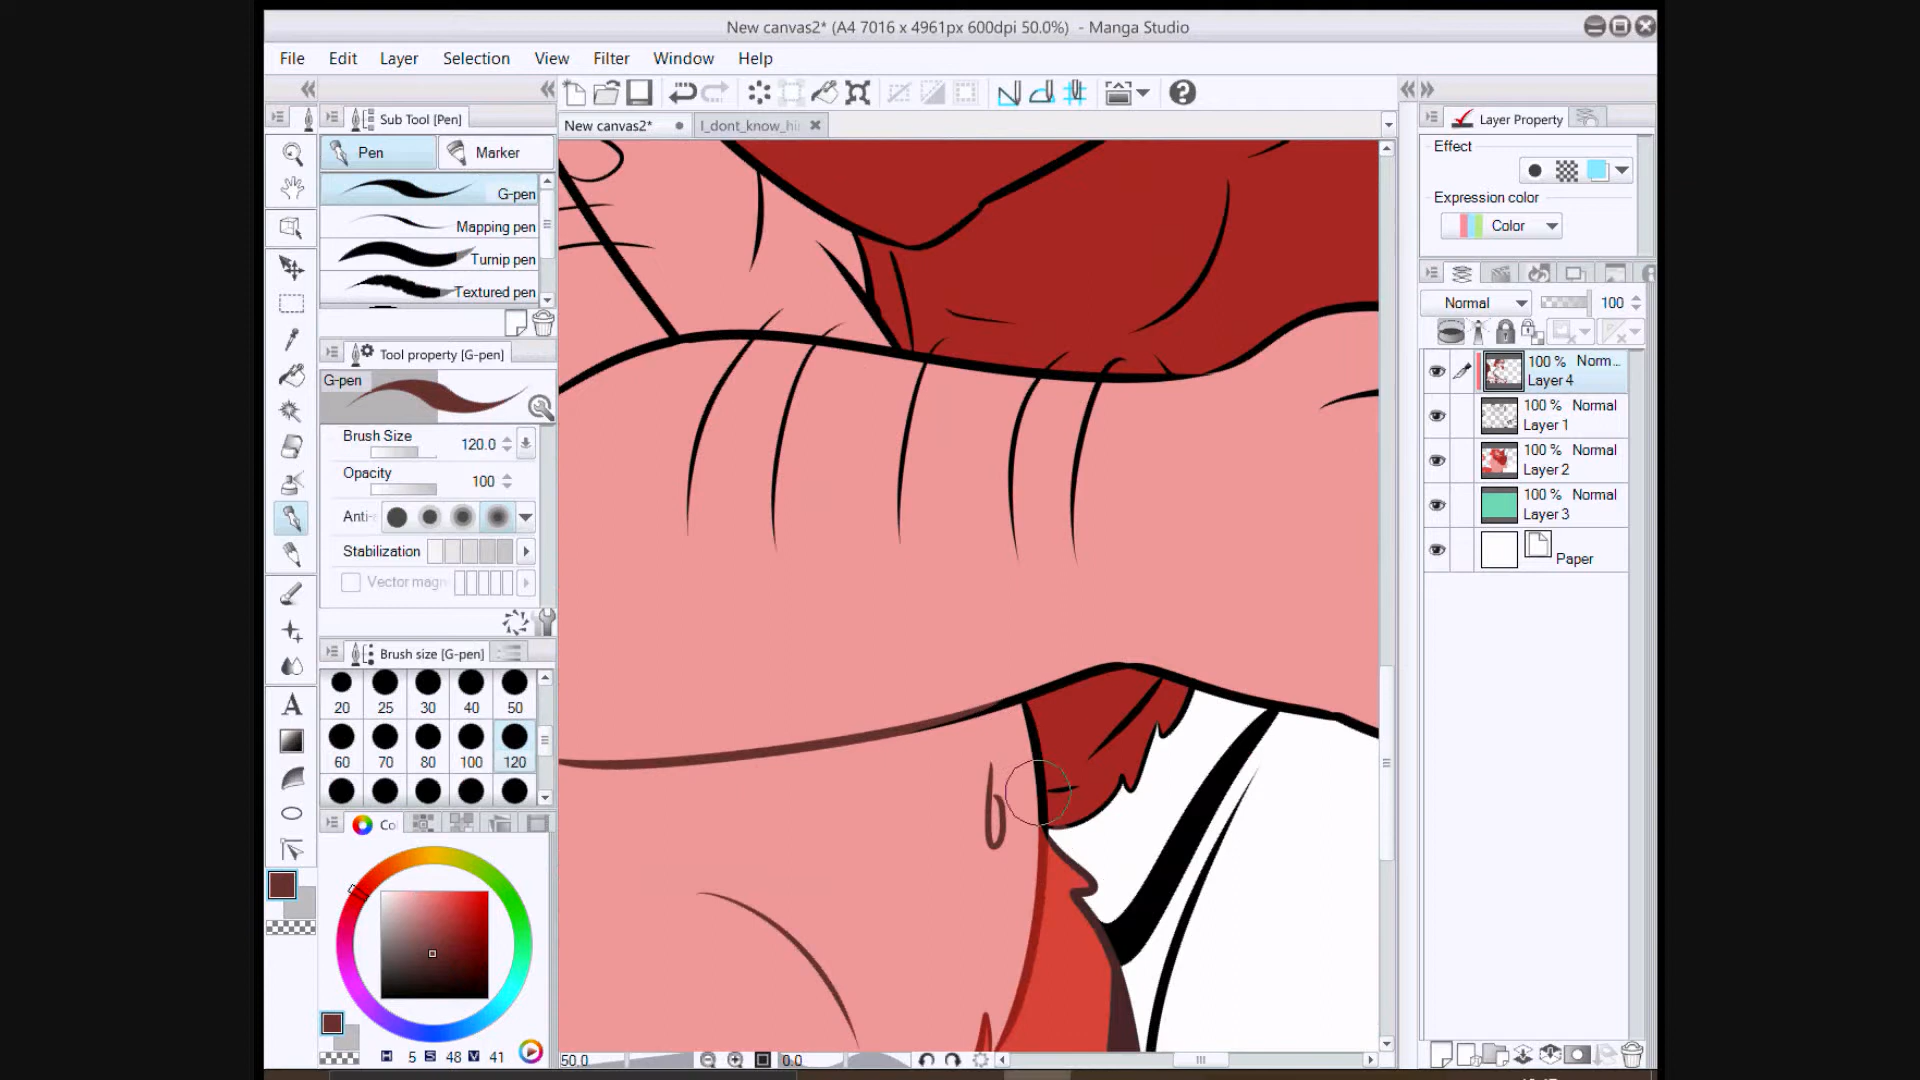 New canvas2* (A4 7016 x 4961px 600dpi 50.0%) - Manga Studio
File Edit Layer Selection View Filter Window Help
Sub Tool [Pen]
New canvas2*
I_dont_know_hi
Layer Property
Pen
Marker
Effect
G-pen
Expression color
Mapping pen
Color
Turnip pen
Textured pen
Normal
100
Tool property [G-pen]
G-pen
100 % Norm...
Layer 4
100 % Normal
Layer 1
Brush Size
120.0
100 % Normal
Layer 2
Opacity
100
100 % Normal
Layer 3
Anti-
Stabilization
Paper
Vector magn
Brush size [G-pen]
20 25 30 40 50
60 70 80 100 120
Co
H 5 S 48 V 41
50.0
0.0